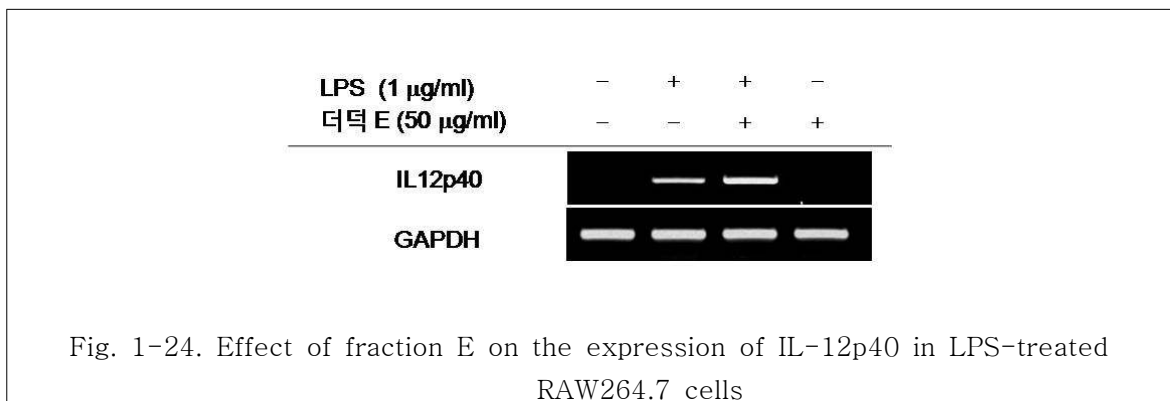 LPS (1 μg/ml) - + + -
더덕 E (50 μg/ml) - - + +
IL12p40
GAPDH
Fig. 1-24. Effect of fraction E on the expression of IL-12p40 in LPS-treated
RAW264.7 cells